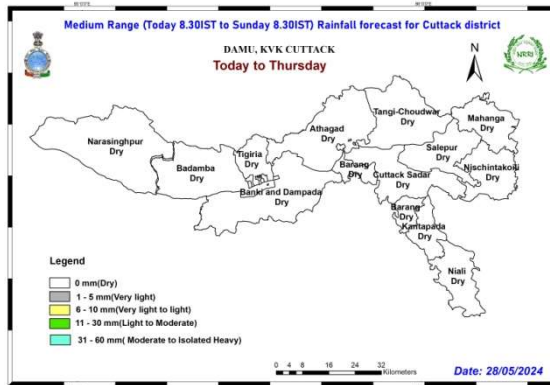 Medium Range (Today 8.30IST to Sunday 8.30IST) Rainfall forecast for Cuttack district
DAMU, KVK CUTTACK
Today to Thursday
N
NRRI
Narasinghpur
Dry
Badamba
Dry
Tigiria
Dry
Athagad
Dry
Tangi-Choudwar
Dry
Mahanga
Dry
Salepur
Dry
Nischintakoili
Dry
Banki and Dampada
Dry
Barang
Dry
Cuttack Sadar
Dry
Barang
Dry
Kantapada
Dry
Niali
Dry
Legend
0 mm(Dry)
1 - 5 mm(Very light)
6 - 10 mm(Very light to light)
11 - 30 mm(Light to Moderate)
31 - 60 mm( Moderate to Isolated Heavy)
0 4 8 16 24 32
Kilometers
Date: 28/05/2024